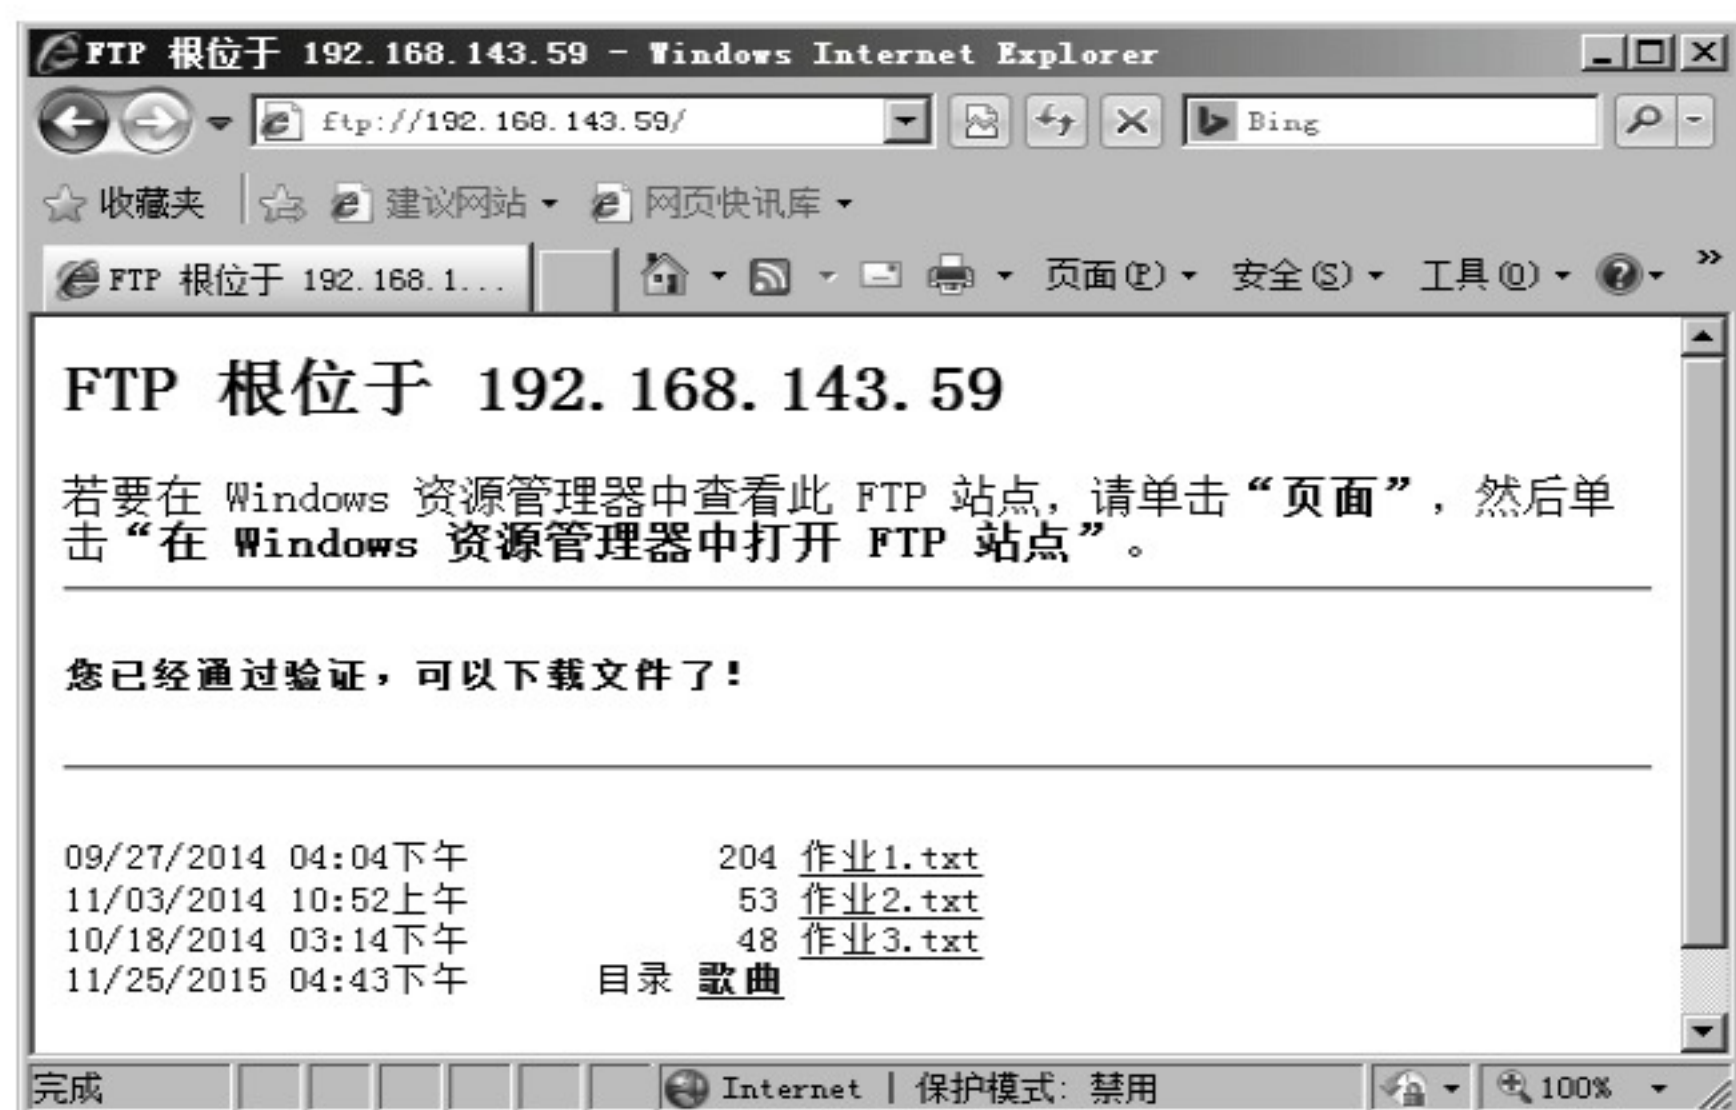 FTP 根位于 192.168.143.59 - Windows Internet Explorer
ftp://192.168.143.59/ Bing
收藏夹 建议网站 网页快讯库
FTP 根位于 192.168.1... 页面(P) 安全(S) 工具(O) »
FTP 根位于 192.168.143.59
若要在 Windows 资源管理器中查看此 FTP 站点，请单击“页面”，然后单
击“在 Windows 资源管理器中打开 FTP 站点”。
您已经通过验证，可以下载文件了!
09/27/2014 04:04下午 204 作业1.txt
11/03/2014 10:52上午 53 作业2.txt
10/18/2014 03:14下午 48 作业3.txt
11/25/2015 04:43下午 目录 歌曲
完成 Internet | 保护模式: 禁用 100%